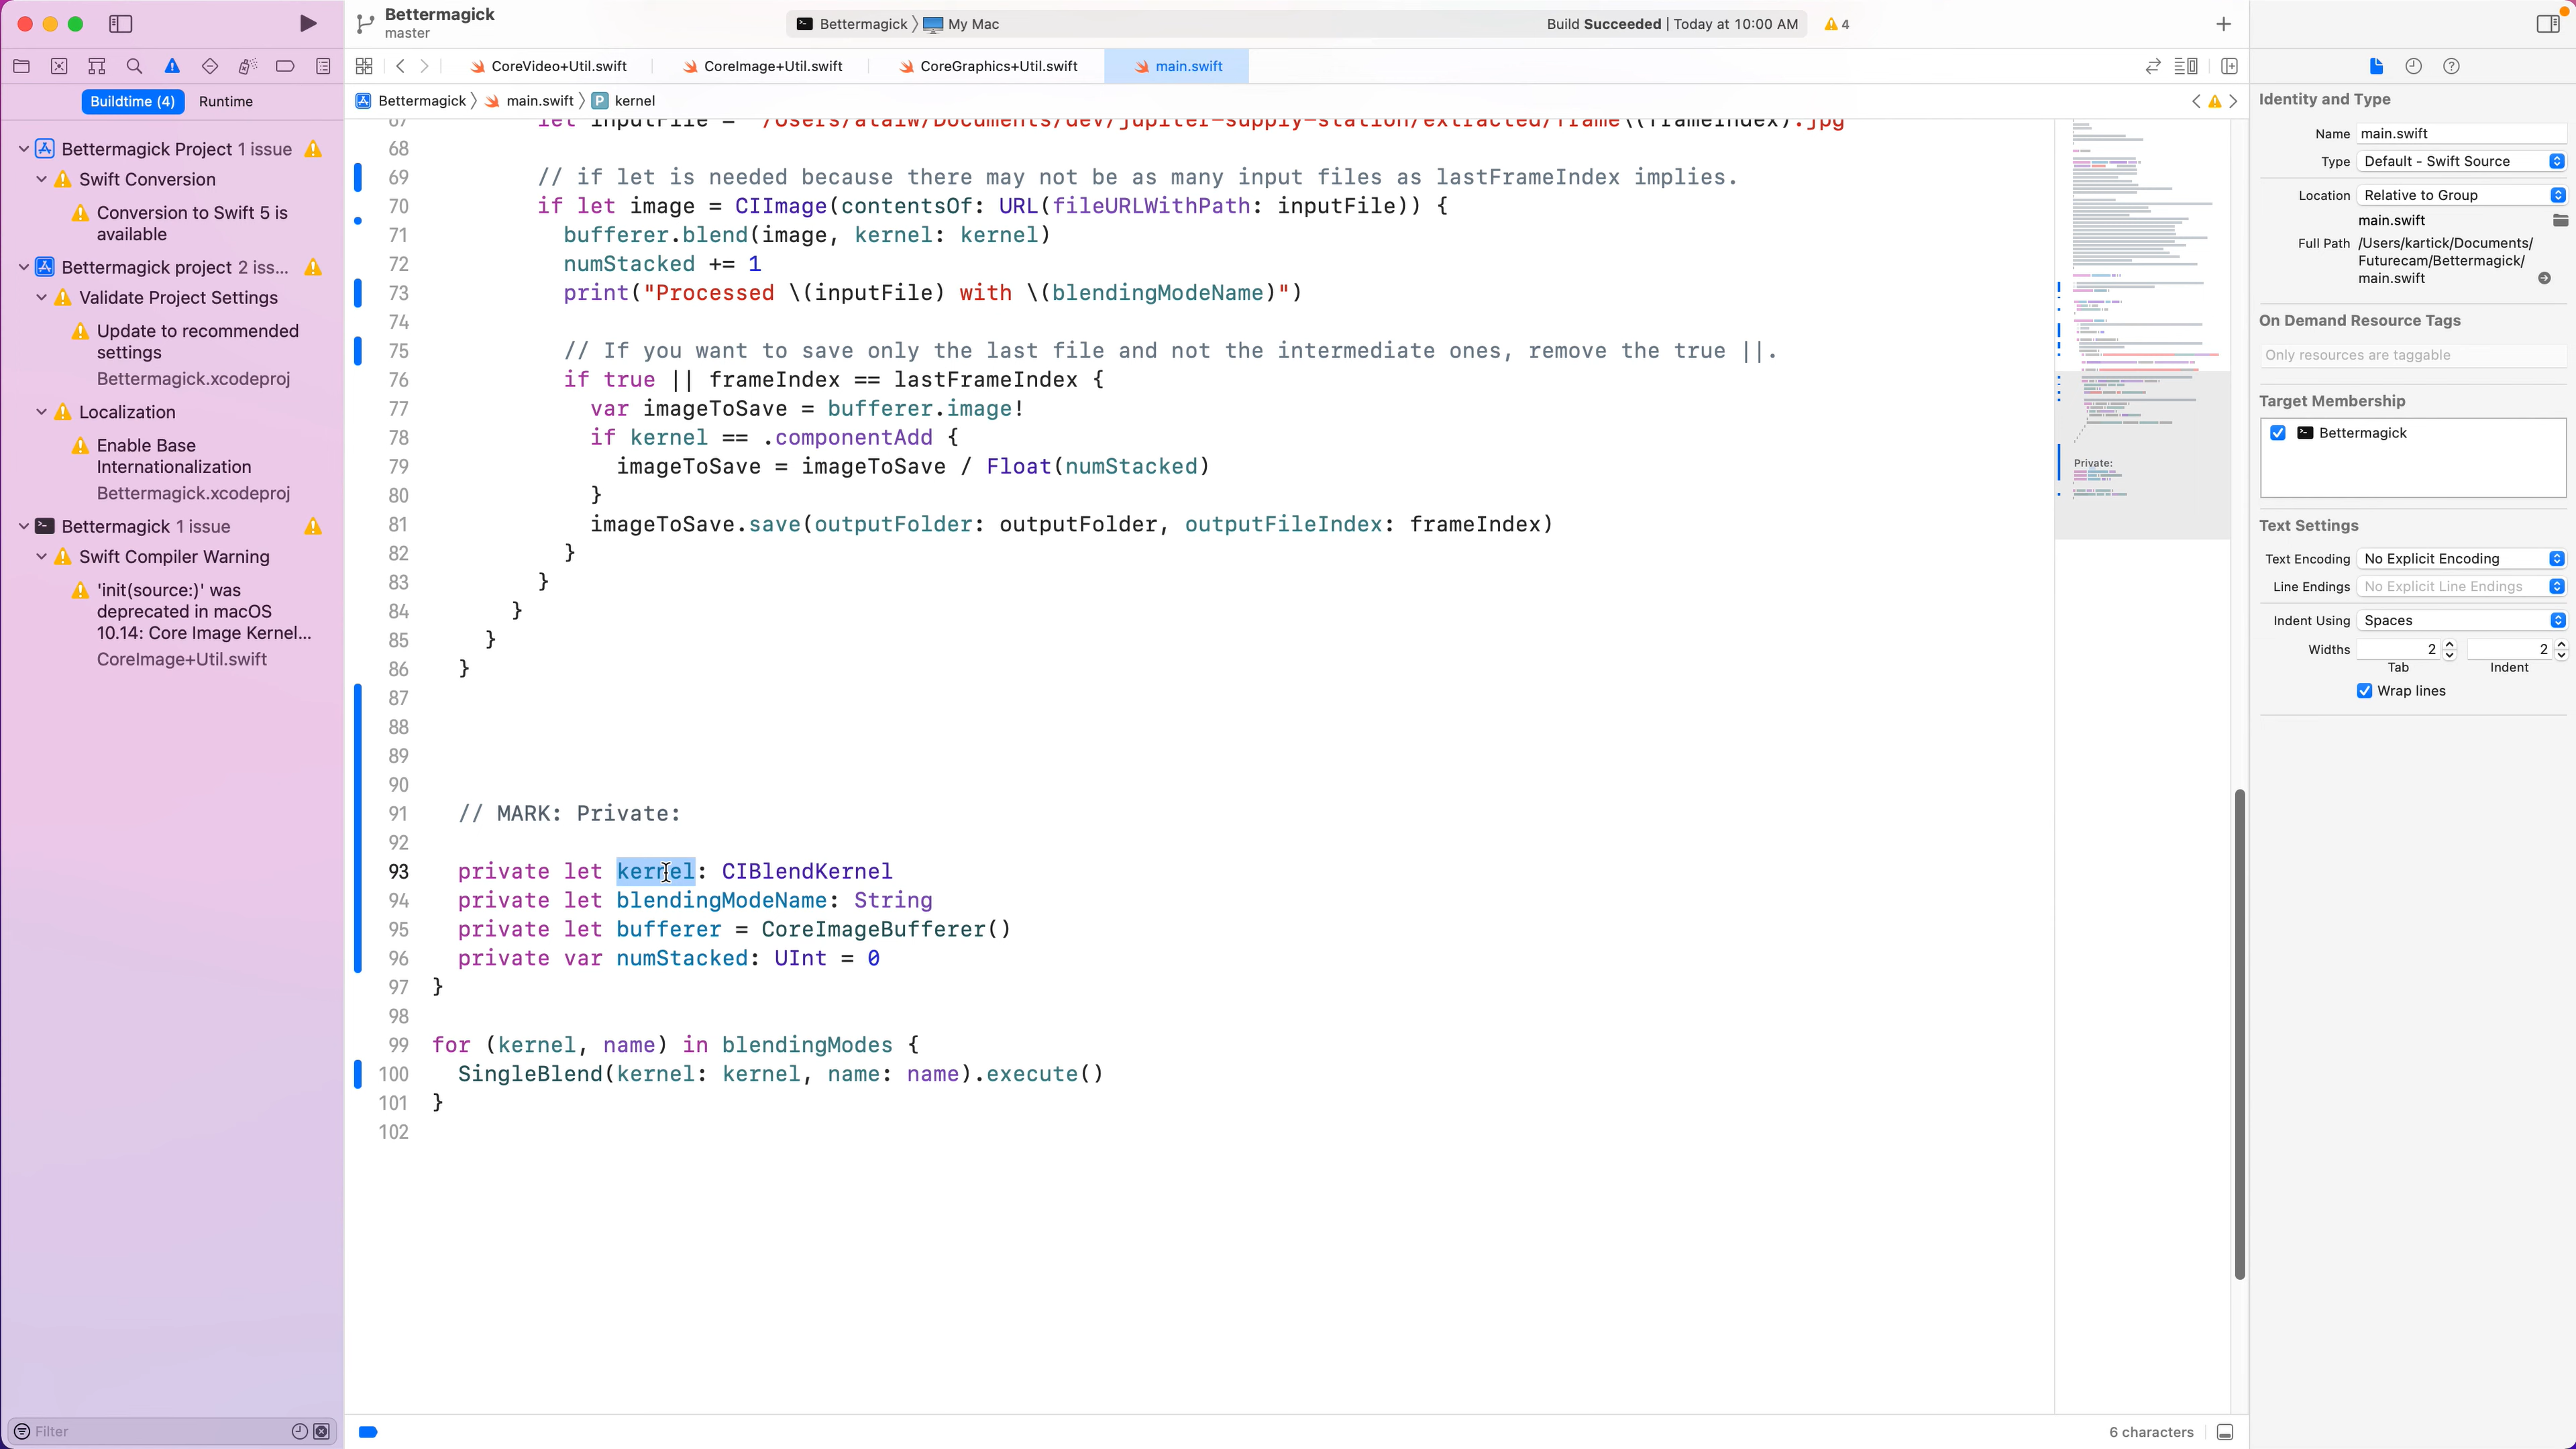 Bettermagick
master
Bettermagick
My Mac
Build Succeeded | Today at 10:00 AM
4
CoreVideo+Util.swift
CoreImage+Util.swift
CoreGraphics+Util.swift
main.swift
Buildtime (4)
Runtime
Bettermagick
main.swift
P
kernel
Bettermagick Project 1 issue
Swift Conversion
Conversion to Swift 5 is
available
Bettermagick project 2 iss...
Validate Project Settings
Update to recommended
settings
Bettermagick.xcodeproj
Localization
Enable Base
Internationalization
Bettermagick.xcodeproj
Bettermagick 1 issue
Swift Compiler Warning
'init(source:)' was
deprecated in macOS
10.14: Core Image Kernel...
CoreImage+Util.swift
Filter
67 let inputFile = "/Users/atalw/Documents/dev/jupiter-supply-station/extracted/frame\(frameIndex).jpg
68
69 // if let is needed because there may not be as many input files as lastFrameIndex implies.
70 if let image = CIImage(contentsOf: URL(fileURLWithPath: inputFile)) {
71 bufferer.blend(image, kernel: kernel)
72 numStacked += 1
73 print("Processed \(inputFile) with \(blendingModeName)")
74
75 // If you want to save only the last file and not the intermediate ones, remove the true ||.
76 if true || frameIndex == lastFrameIndex {
77 var imageToSave = bufferer.image!
78 if kernel == .componentAdd {
79 imageToSave = imageToSave / Float(numStacked)
80 }
81 imageToSave.save(outputFolder: outputFolder, outputFileIndex: frameIndex)
82 }
83 }
84 }
85 }
86 }
87
88
89
90
91 // MARK: Private:
92
93 private let kernel: CIBlendKernel
94 private let blendingModeName: String
95 private let bufferer = CoreImageBufferer()
96 private var numStacked: UInt = 0
97 }
98
99 for (kernel, name) in blendingModes {
100 SingleBlend(kernel: kernel, name: name).execute()
101 }
102
Private:
6 characters
Identity and Type
Name main.swift
Type Default - Swift Source
Location Relative to Group
main.swift
Full Path /Users/kartick/Documents/
Futurecam/Bettermagick/
main.swift
On Demand Resource Tags
Only resources are taggable
Target Membership
Bettermagick
Text Settings
Text Encoding No Explicit Encoding
Line Endings No Explicit Line Endings
Indent Using Spaces
Widths 2 2
Tab Indent
Wrap lines